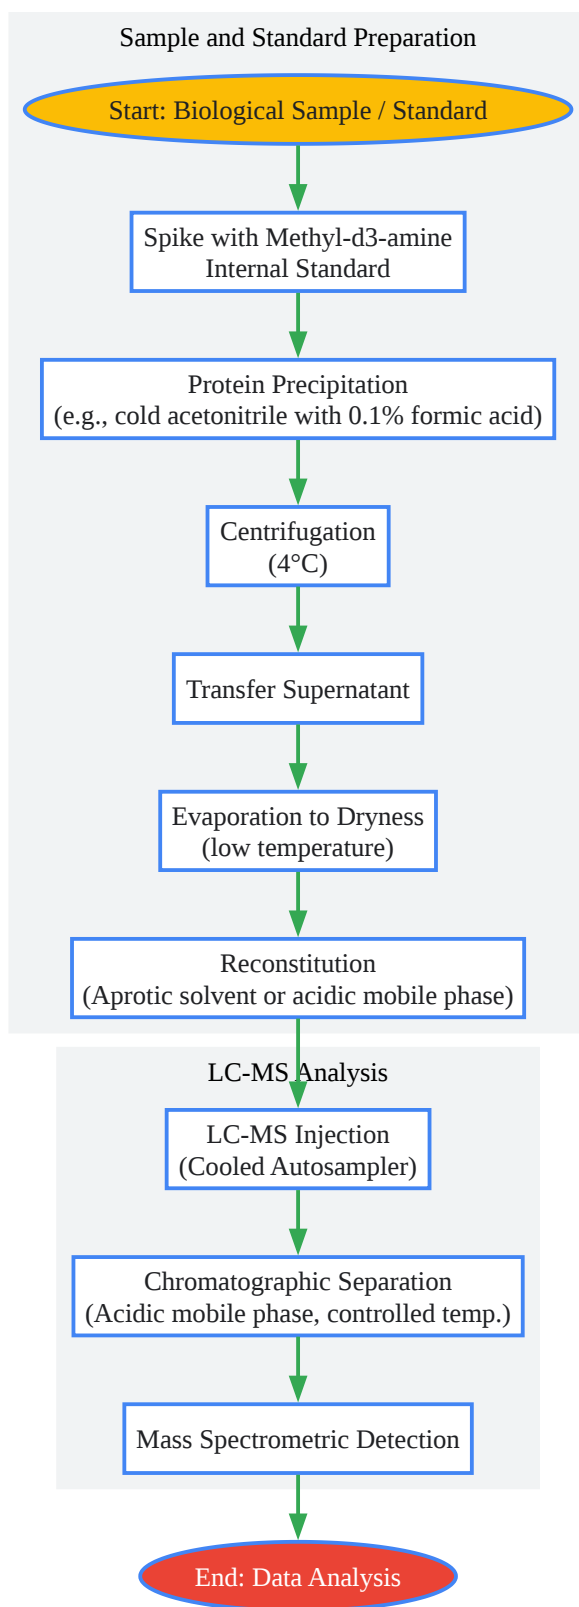 Sample and Standard Preparation
Start: Biological Sample / Standard
Spike with Methyl-d3-amine
Internal Standard
Protein Precipitation
(e.g., cold acetonitrile with 0.1% formic acid)
Centrifugation
(4°C)
Transfer Supernatant
Evaporation to Dryness
(low temperature)
Reconstitution
(Aprotic solvent or acidic mobile phase)
LC-MS Analysis
LC-MS Injection
(Cooled Autosampler)
Chromatographic Separation
(Acidic mobile phase, controlled temp.)
Mass Spectrometric Detection
End: Data Analysis